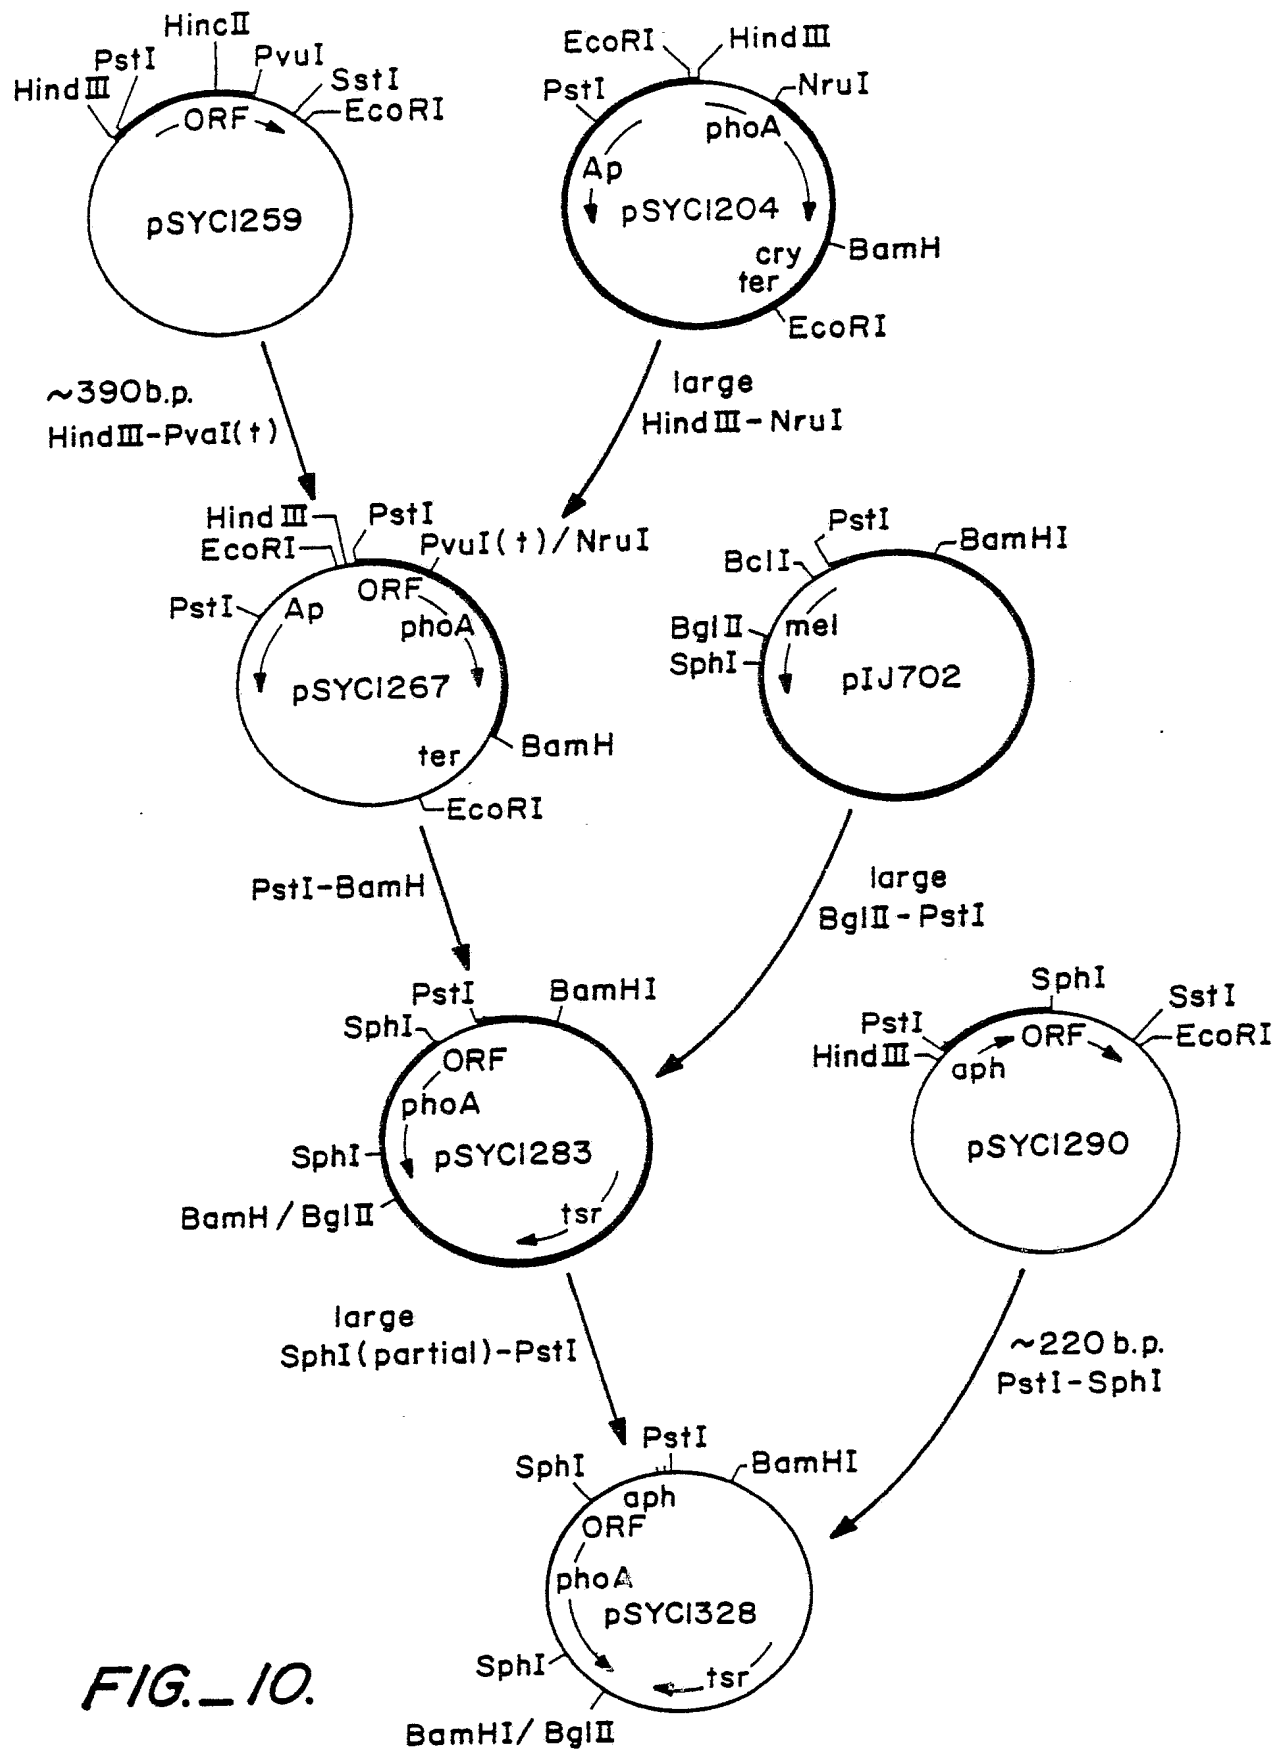 HincII
PstI
PvuI
HindIII
SstI
EcoRI
ORF
pSYC1259
EcoRI
HindIII
PstI
NruI
phoA
Ap
pSYC1204
cry
ter
BamH
EcoRI
~390b.p.
HindIII-PvaI(t)
large
HindIII-NruI
HindIII
PstI
EcoRI
PvuI(t)/NruI
PstI
Ap
ORF
phoA
pSYC1267
ter
BamH
EcoRI
PstI
BamHI
BclI
BglII
mel
SphI
pIJ702
PstI-BamH
large
BglII-PstI
PstI
BamHI
SphI
ORF
phoA
SphI
pSYC1283
BamH/BglII
tsr
SphI
SstI
PstI
EcoRI
HindIII
aph
ORF
pSYC1290
large
SphI(partial)-PstI
~220 b.p.
PstI-SphI
PstI
SphI
BamHI
aph
ORF
phoA
pSYC1328
SphI
tsr
BamHI/BglII
FIG._10.